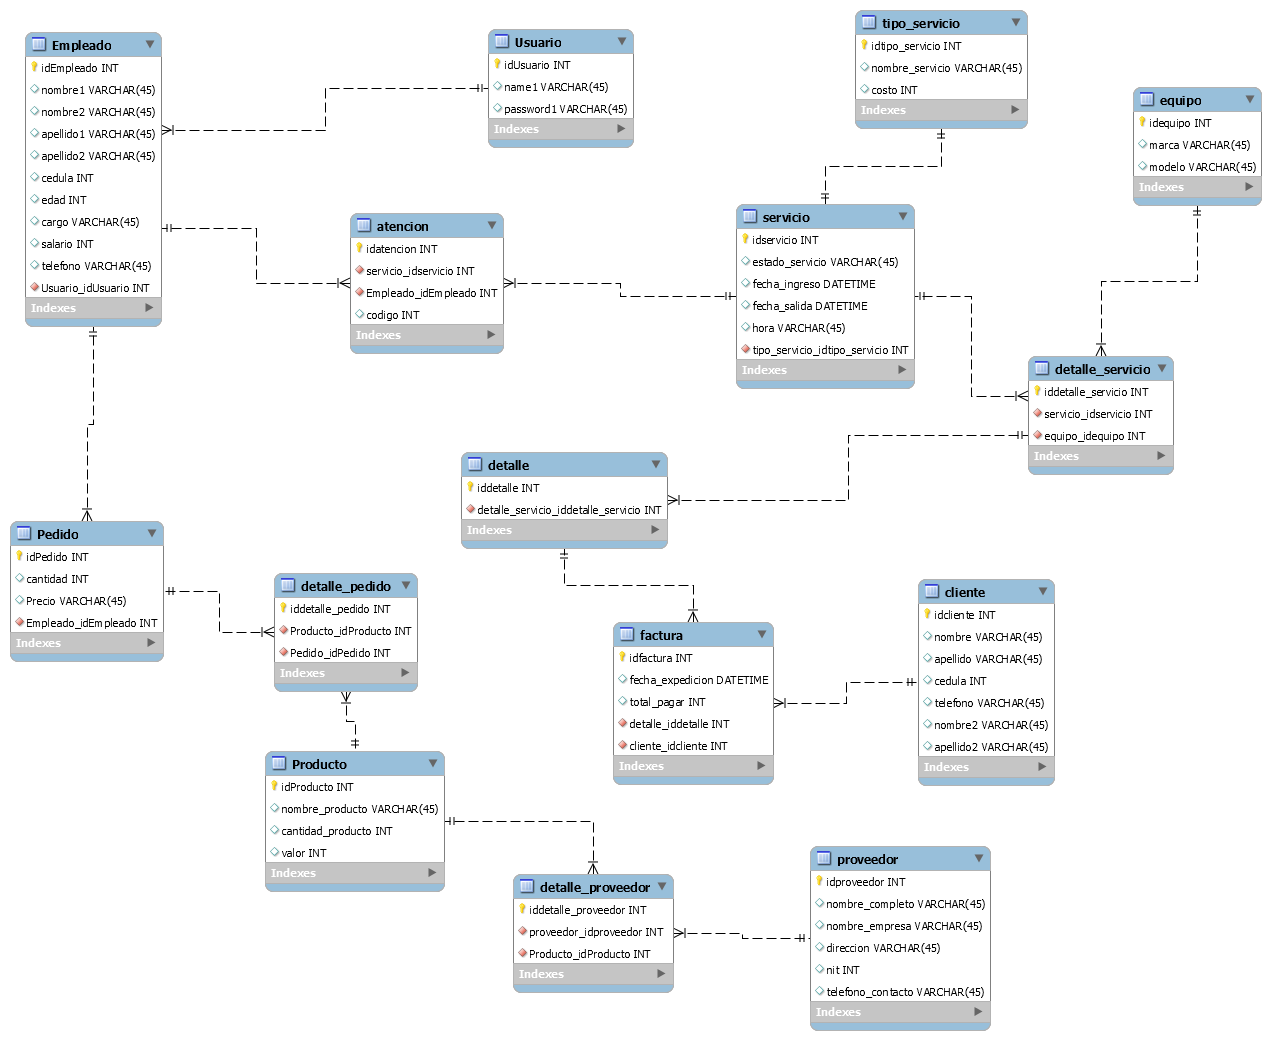 Empleado
idEmpleado INT
nombre1 VARCHAR(45)
nombre2 VARCHAR(45)
apellido1 VARCHAR(45)
apellido2 VARCHAR(45)
cedula INT
edad INT
cargo VARCHAR(45)
salario INT
telefono VARCHAR(45)
Usuario_idUsuario INT
Indexes
Usuario
idUsuario INT
name1 VARCHAR(45)
password1 VARCHAR(45)
Indexes
tipo_servicio
idtipo_servicio INT
nombre_servicio VARCHAR(45)
costo INT
Indexes
equipo
idequipo INT
marca VARCHAR(45)
modelo VARCHAR(45)
Indexes
atencion
idatencion INT
servicio_idservicio INT
Empleado_idEmpleado INT
codigo INT
Indexes
servicio
idservicio INT
estado_servicio VARCHAR(45)
fecha_ingreso DATETIME
fecha_salida DATETIME
hora VARCHAR(45)
tipo_servicio_idtipo_servicio INT
Indexes
detalle_servicio
iddetalle_servicio INT
servicio_idservicio INT
equipo_idequipo INT
Indexes
detalle
iddetalle INT
detalle_servicio_iddetalle_servicio INT
Indexes
Pedido
idPedido INT
cantidad INT
Precio VARCHAR(45)
Empleado_idEmpleado INT
Indexes
detalle_pedido
iddetalle_pedido INT
Producto_idProducto INT
Pedido_idPedido INT
Indexes
factura
idfactura INT
fecha_expedicion DATETIME
total_pagar INT
detalle_iddetalle INT
cliente_idcliente INT
Indexes
cliente
idcliente INT
nombre VARCHAR(45)
apellido VARCHAR(45)
cedula INT
telefono VARCHAR(45)
nombre2 VARCHAR(45)
apellido2 VARCHAR(45)
Indexes
Producto
idProducto INT
nombre_producto VARCHAR(45)
cantidad_producto INT
valor INT
Indexes
detalle_proveedor
iddetalle_proveedor INT
proveedor_idproveedor INT
Producto_idProducto INT
Indexes
proveedor
idproveedor INT
nombre_completo VARCHAR(45)
nombre_empresa VARCHAR(45)
direccion VARCHAR(45)
nit INT
telefono_contacto VARCHAR(45)
Indexes